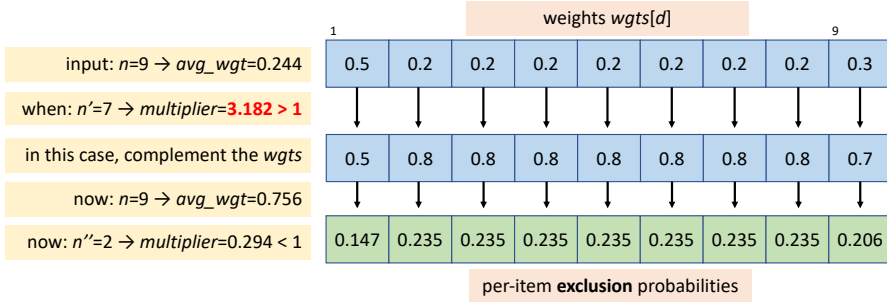 weights wgts[d]
1 9
input: n=9 → avg_wgt=0.244
0.5 0.2 0.2 0.2 0.2 0.2 0.2 0.2 0.3
when: n′=7 → multiplier=3.182 > 1
in this case, complement the wgts
0.5 0.8 0.8 0.8 0.8 0.8 0.8 0.8 0.7
now: n=9 → avg_wgt=0.756
now: n′′=2 → multiplier=0.294 < 1
0.147 0.235 0.235 0.235 0.235 0.235 0.235 0.235 0.206
per-item exclusion probabilities